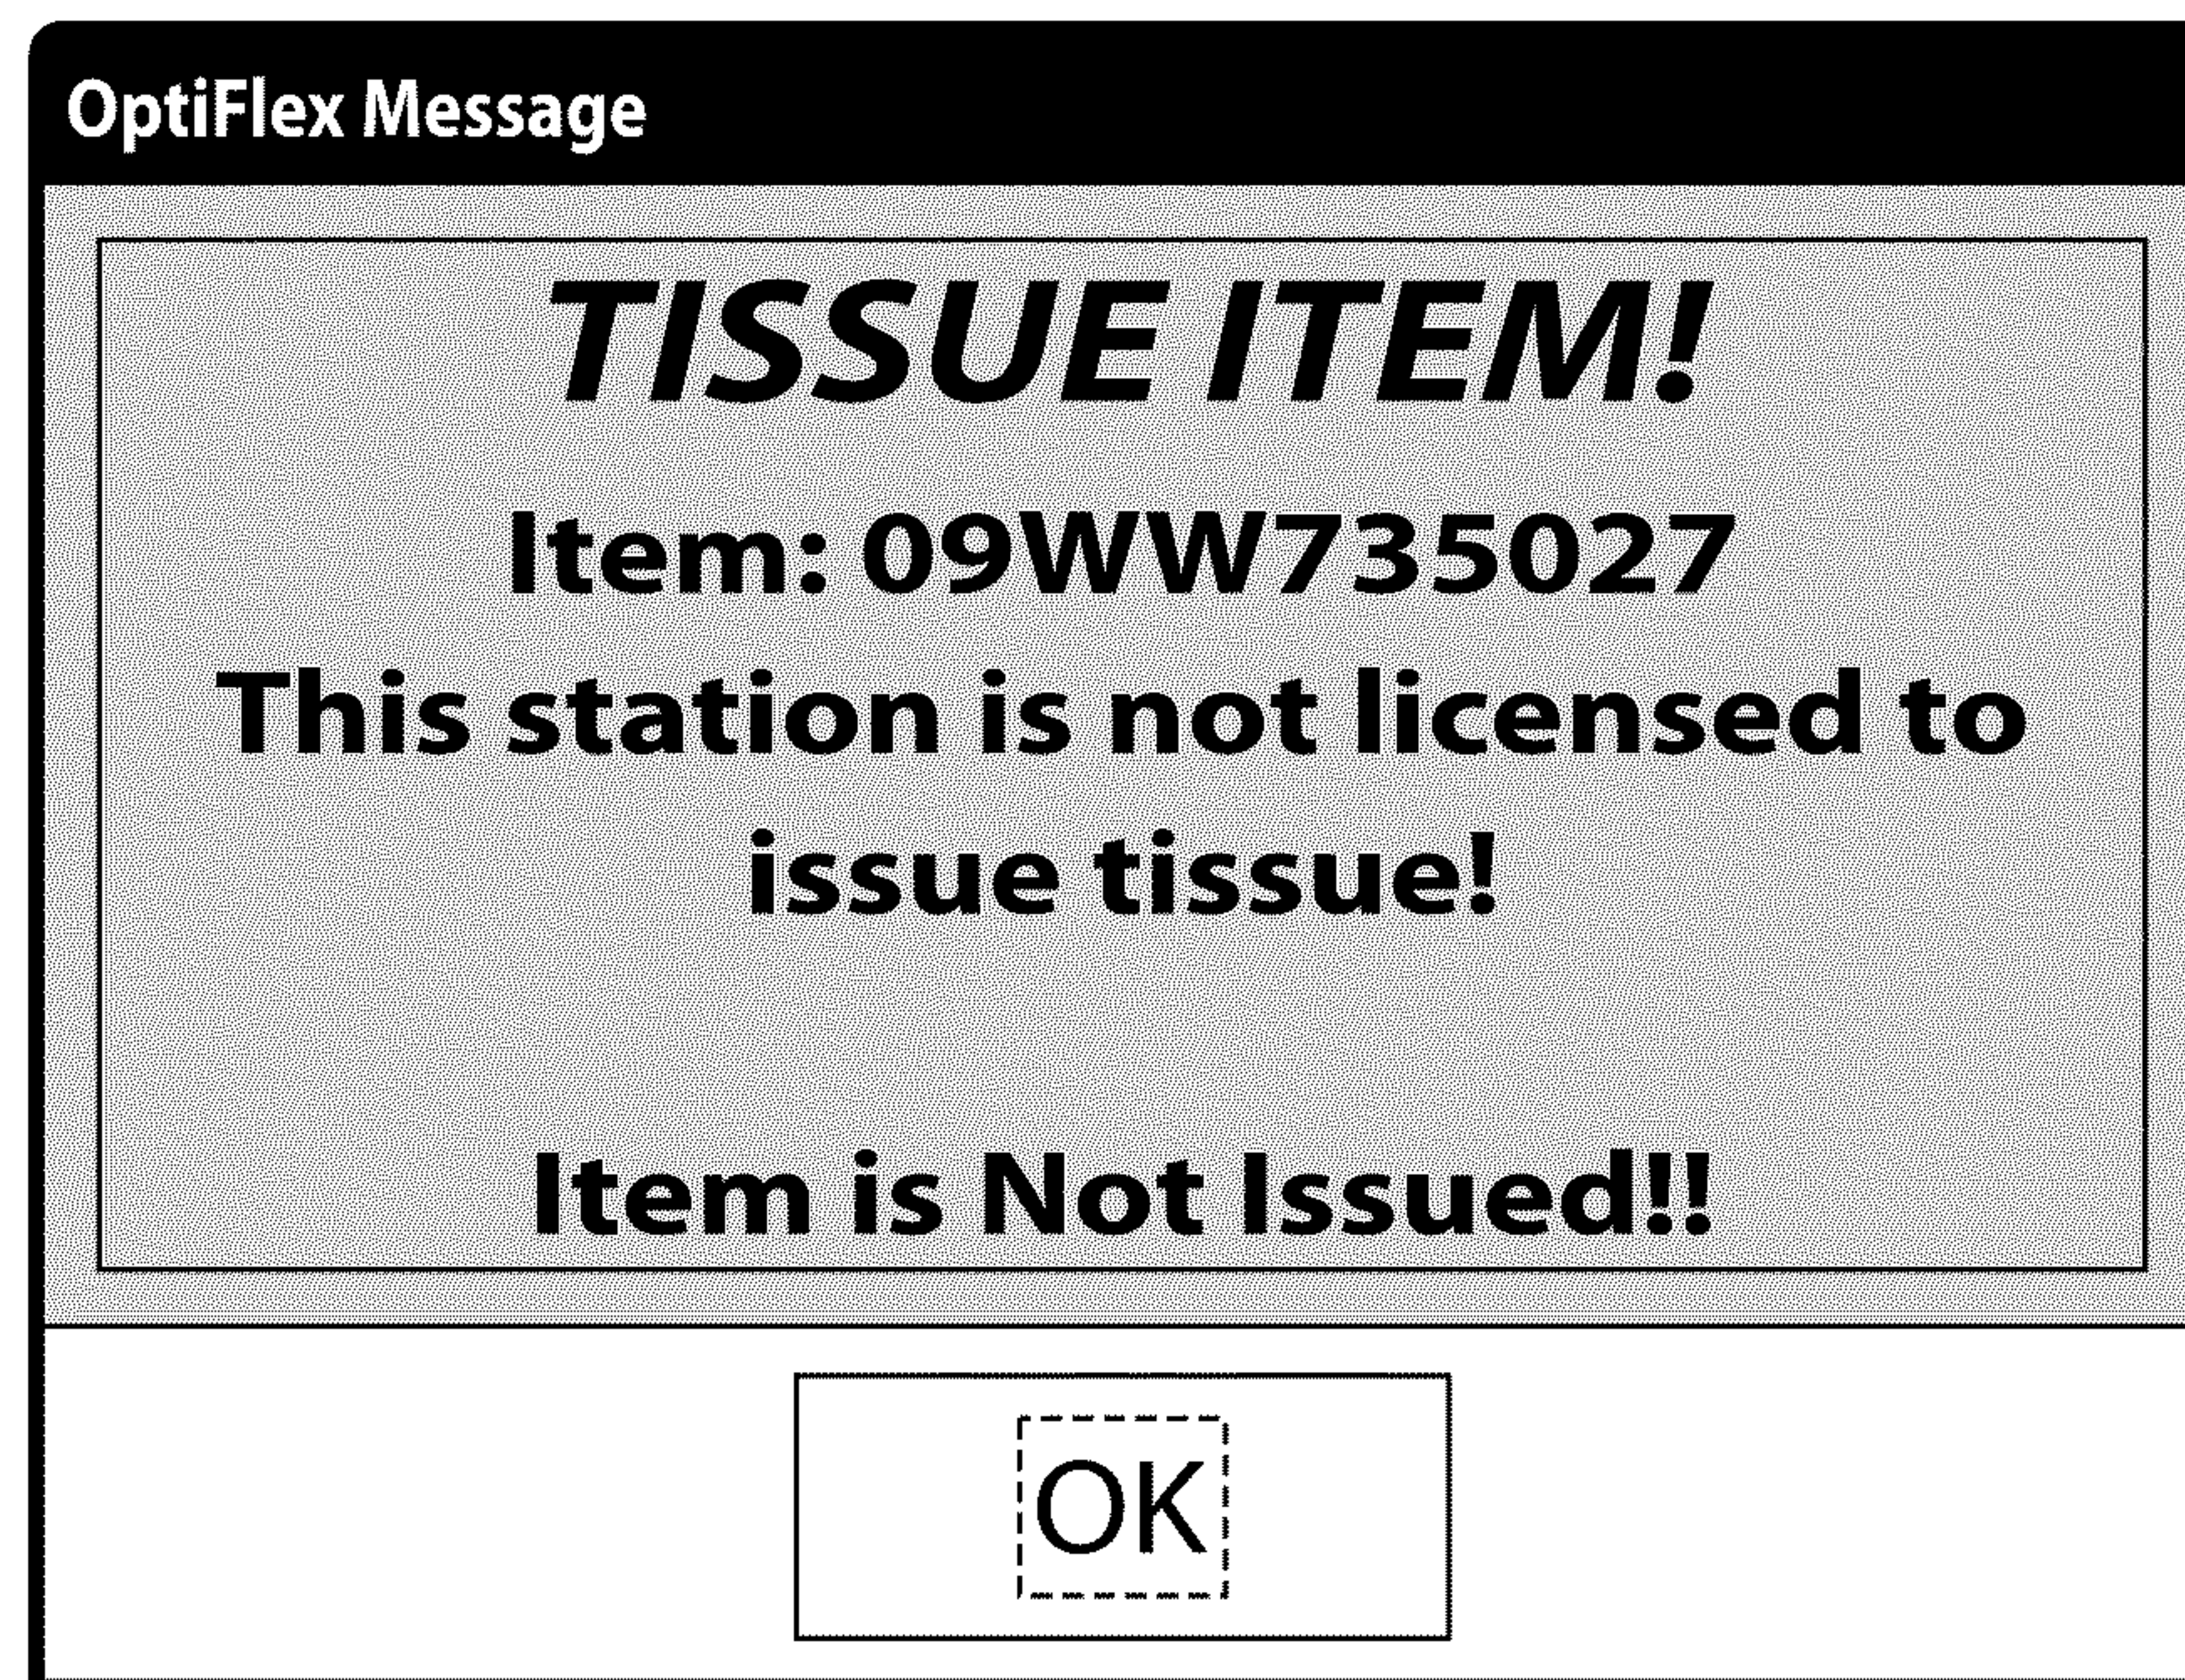 OptiFlex Message
TISSUE ITEM!
Item: 09WW735027
This station is not licensed to
issue tissue!
Item is Not Issued!!
OK